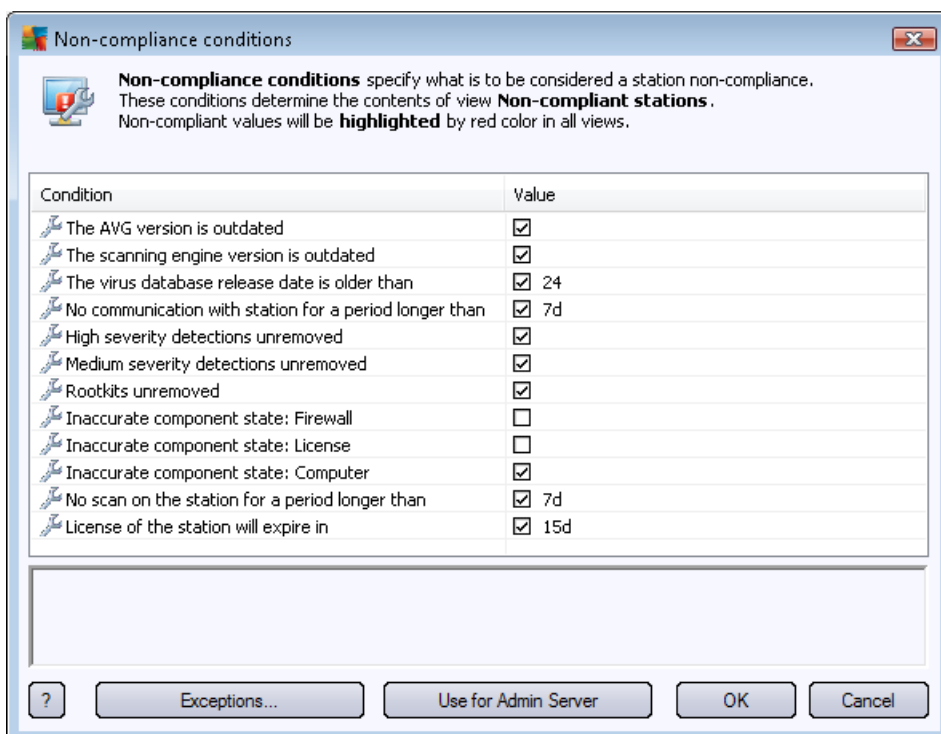 Non-compliance conditions
Non-compliance conditions specify what is to be considered a station non-compliance.
These conditions determine the contents of view Non-compliant stations.
Non-compliant values will be highlighted by red color in all views.
Condition Value
The AVG version is outdated
The scanning engine version is outdated
The virus database release date is older than 24
No communication with station for a period longer than 7d
High severity detections unremoved
Medium severity detections unremoved
Rootkits unremoved
Inaccurate component state: Firewall
Inaccurate component state: License
Inaccurate component state: Computer
No scan on the station for a period longer than 7d
License of the station will expire in 15d
? Exceptions... Use for Admin Server OK Cancel